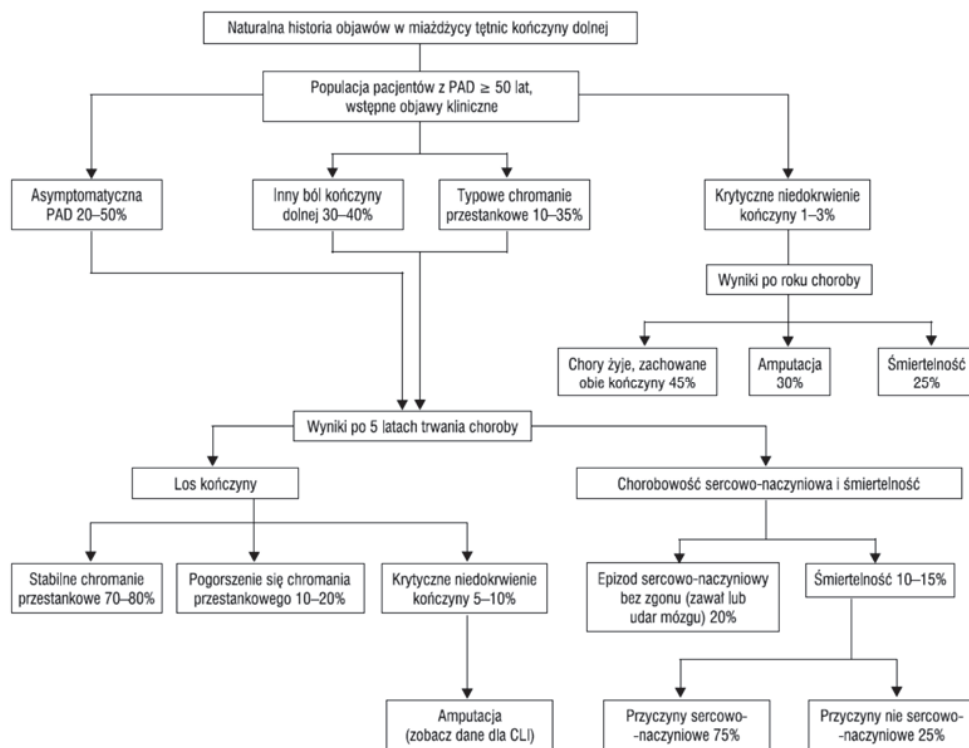 Naturalna historia objawów w miażdżycy tętnic kończyny dolnej
Populacja pacjentów z PAD ≥ 50 lat,
wstępne objawy kliniczne
Asymptomatyczna
PAD 20–50%
Inny ból kończyny
dolnej 30–40%
Typowe chromanie
przestankowe 10–35%
Krytyczne niedokrwienie
kończyny 1–3%
Wyniki po roku choroby
Chory żyje, zachowane
obie kończyny 45%
Amputacja
30%
Śmiertelność
25%
Wyniki po 5 latach trwania choroby
Los kończyny
Chorobowość sercowo-naczyniowa i śmiertelność
Stabilne chromanie
przestankowe 70–80%
Pogorszenie się chromania
przestankowego 10–20%
Krytyczne niedokrwienie
kończyny 5–10%
Epizod sercowo-naczyniowy
bez zgonu (zawał lub
udar mózgu) 20%
Śmiertelność 10–15%
Amputacja
(zobacz dane dla CLI)
Przyczyny sercowo-
-naczyniowe 75%
Przyczyny nie sercowo-
-naczyniowe 25%